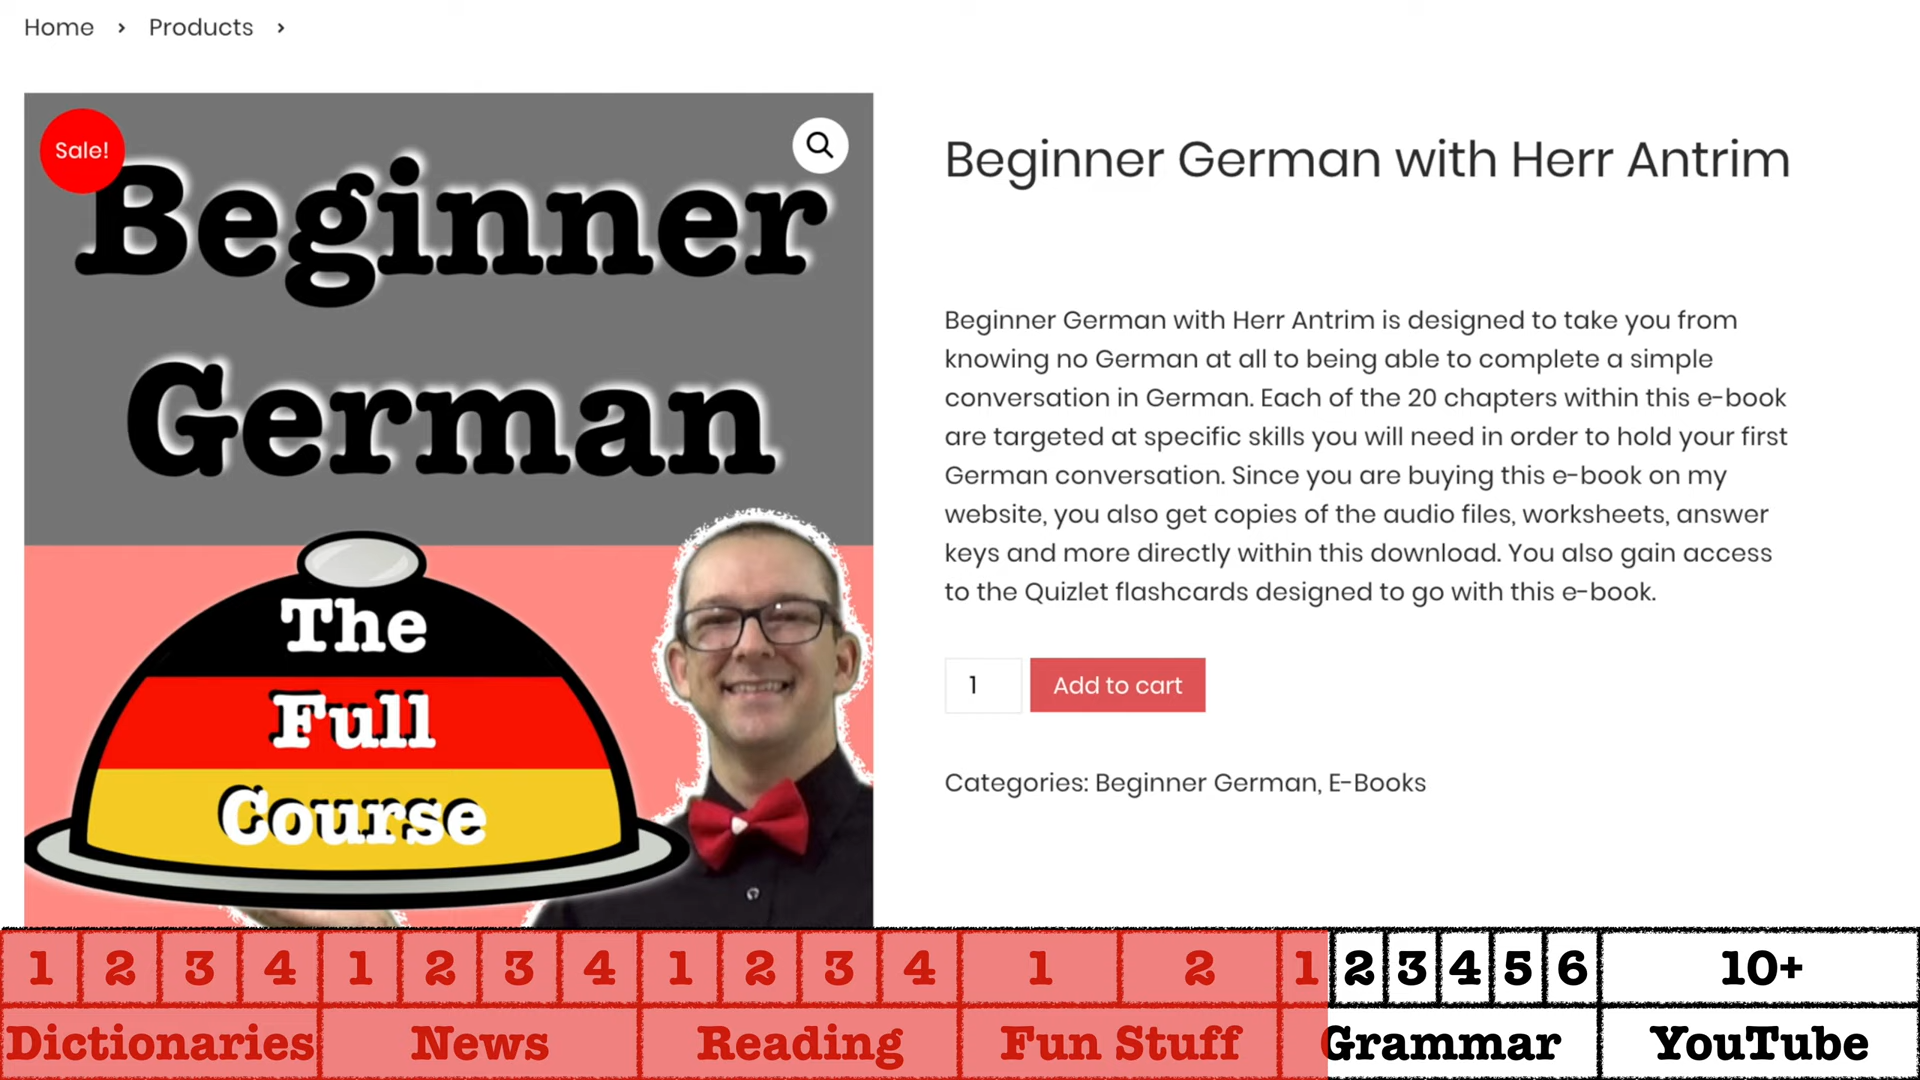 Home > Products >
Sale!
Beginner
German
The
Full
Course
Beginner German with Herr Antrim
Beginner German with Herr Antrim is designed to take you from
knowing no German at all to being able to complete a simple
conversation in German. Each of the 20 chapters within this e-book
are targeted at specific skills you will need in order to hold your first
German conversation. Since you are buying this e-book on my
website, you also get copies of the audio files, worksheets, answer
keys and more directly within this download. You also gain access
to the Quizlet flashcards designed to go with this e-book.
1 Add to cart
Categories: Beginner German, E-Books
1 2 3 4 1 2 3 4 1 2 3 4 1 2 1 2 3 4 5 6 10+
Dictionaries News Reading Fun Stuff Grammar YouTube